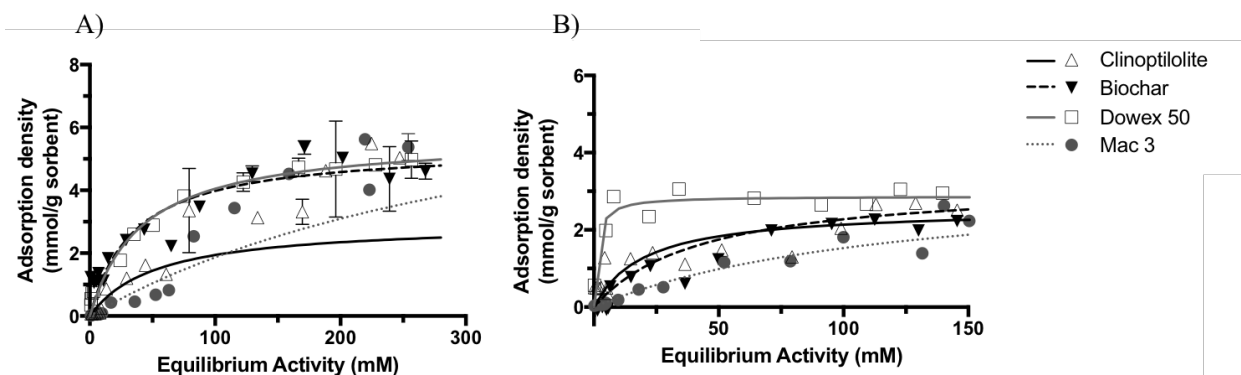 A)
B)
Adsorption density
(mmol/g sorbent)
8
6
4
2
0
0
100
200
300
Equilibrium Activity (mM)
Adsorption density
(mmol/g sorbent)
6
4
2
0
50
100
150
Equilibrium Activity (mM)
Clinoptilolite
Biochar
Dowex 50
Mac 3